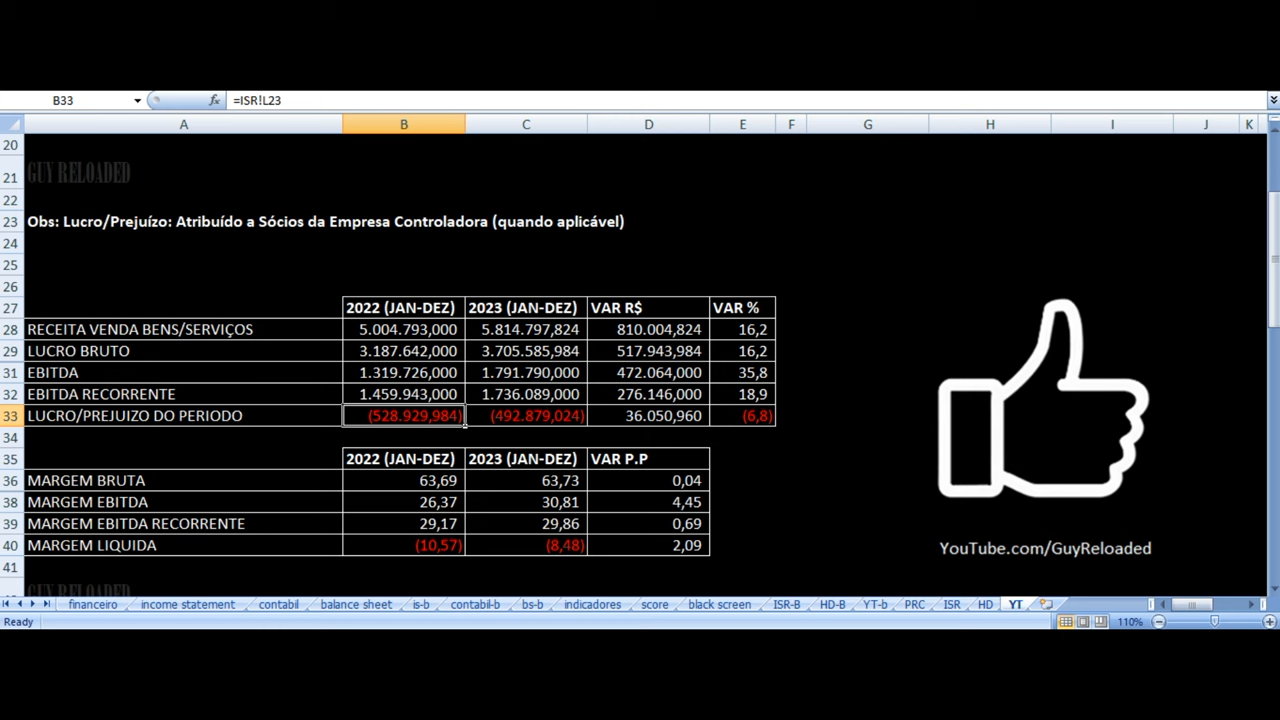 B33 =ISR!L23
A B C D E F G H I J K
20
21 GUY RELOADED
22
23 Obs: Lucro/Prejuízo: Atribuído a Sócios da Empresa Controladora (quando aplicável)
24
25
26
27 2022 (JAN-DEZ) 2023 (JAN-DEZ) VAR R$ VAR %
28 RECEITA VENDA BENS/SERVIÇOS 5.004.793,000 5.814.797,824 810.004,824 16,2
29 LUCRO BRUTO 3.187.642,000 3.705.585,984 517.943,984 16,2
31 EBITDA 1.319.726,000 1.791.790,000 472.064,000 35,8
32 EBITDA RECORRENTE 1.459.943,000 1.736.089,000 276.146,000 18,9
33 LUCRO/PREJUIZO DO PERIODO (528.929,984) (492.879,024) 36.050,960 (6,8)
34
35 2022 (JAN-DEZ) 2023 (JAN-DEZ) VAR P.P
36 MARGEM BRUTA 63,69 63,73 0,04
38 MARGEM EBITDA 26,37 30,81 4,45
39 MARGEM EBITDA RECORRENTE 29,17 29,86 0,69
40 MARGEM LIQUIDA (10,57) (8,48) 2,09
YouTube.com/GuyReloaded
41
GUY RELOADED
financeiro income statement contabil balance sheet is-b contabil-b bs-b indicadores score black screen ISR-B HD-B YT-b PRC ISR HD YT
Ready 110%